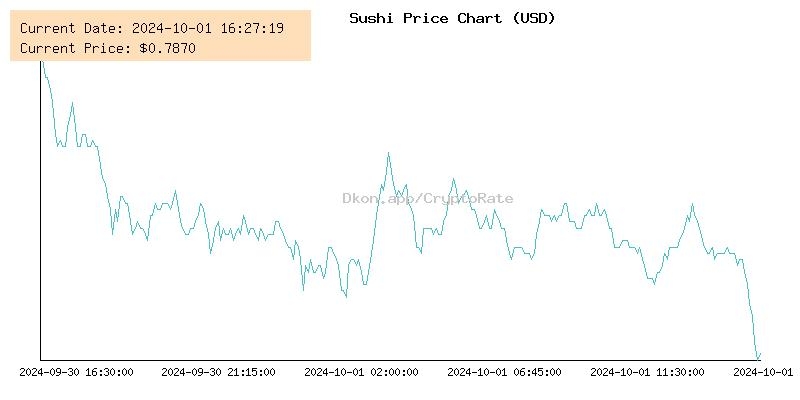 Sushi Price Chart (USD)
Current Date: 2024-10-01 16:27:19
Current Price: $0.7870
Dkon.app/CryptoRate
2024-09-30 16:30:00 2024-09-30 21:15:00 2024-10-01 02:00:00 2024-10-01 06:45:00 2024-10-01 11:30:00 2024-10-01